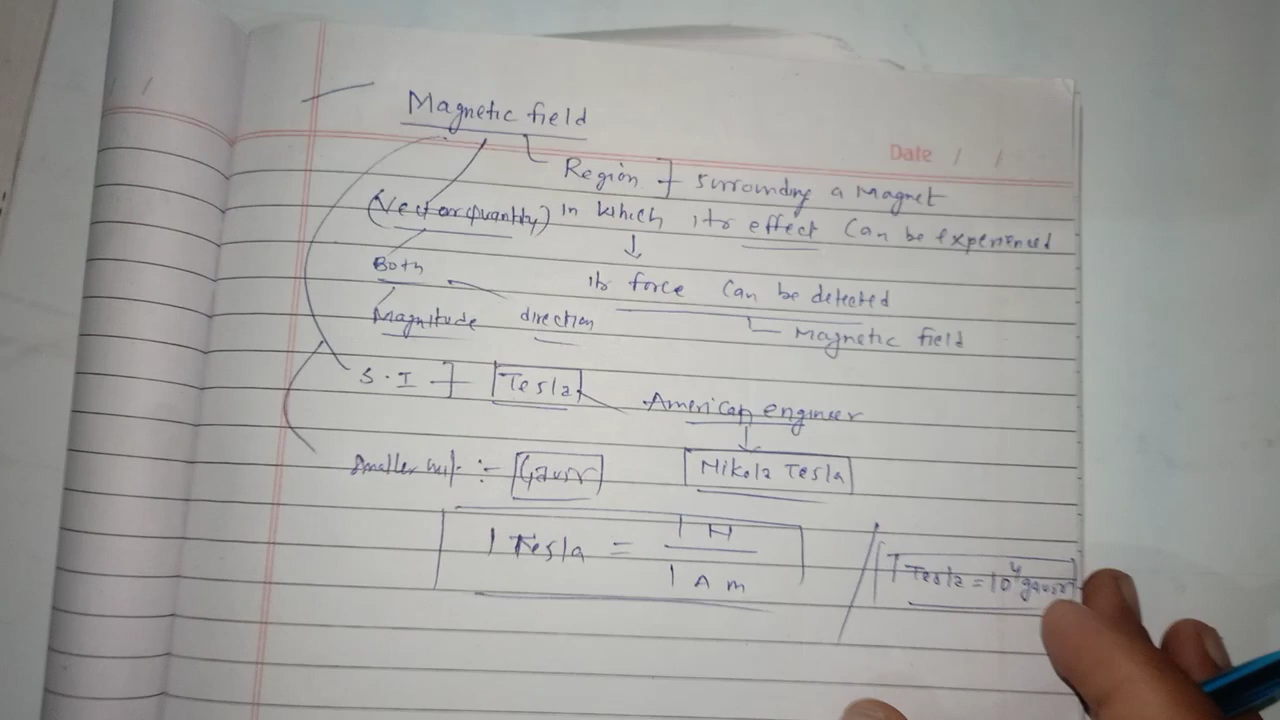 Magnetic field
Date / /
Region surrounding a Magnet
(Vector quantity) in which its effect can be experienced
↓
Both its force can be detected
Magnitude direction Magnetic field
S.I Tesla American engineer
↓
Smaller unit :- Gauss Nikola Tesla
1 Tesla = 1 N / 1 A m
1 Tesla = 10⁴ gauss